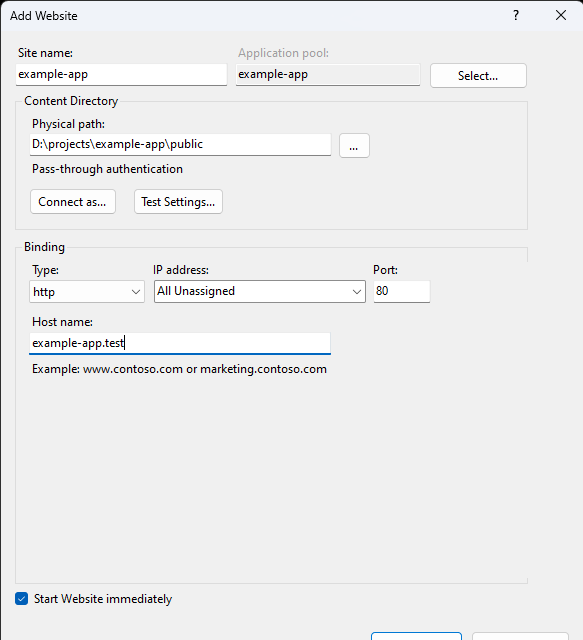 Add Website
?
Site name:
Application pool:
example-app
example-app
Select...
Content Directory
Physical path:
D:\projects\example-app\public
...
Pass-through authentication
Connect as...
Test Settings...
Binding
Type:
IP address:
Port:
http
All Unassigned
80
Host name:
example-app.test
Example: www.contoso.com or marketing.contoso.com
Start Website immediately